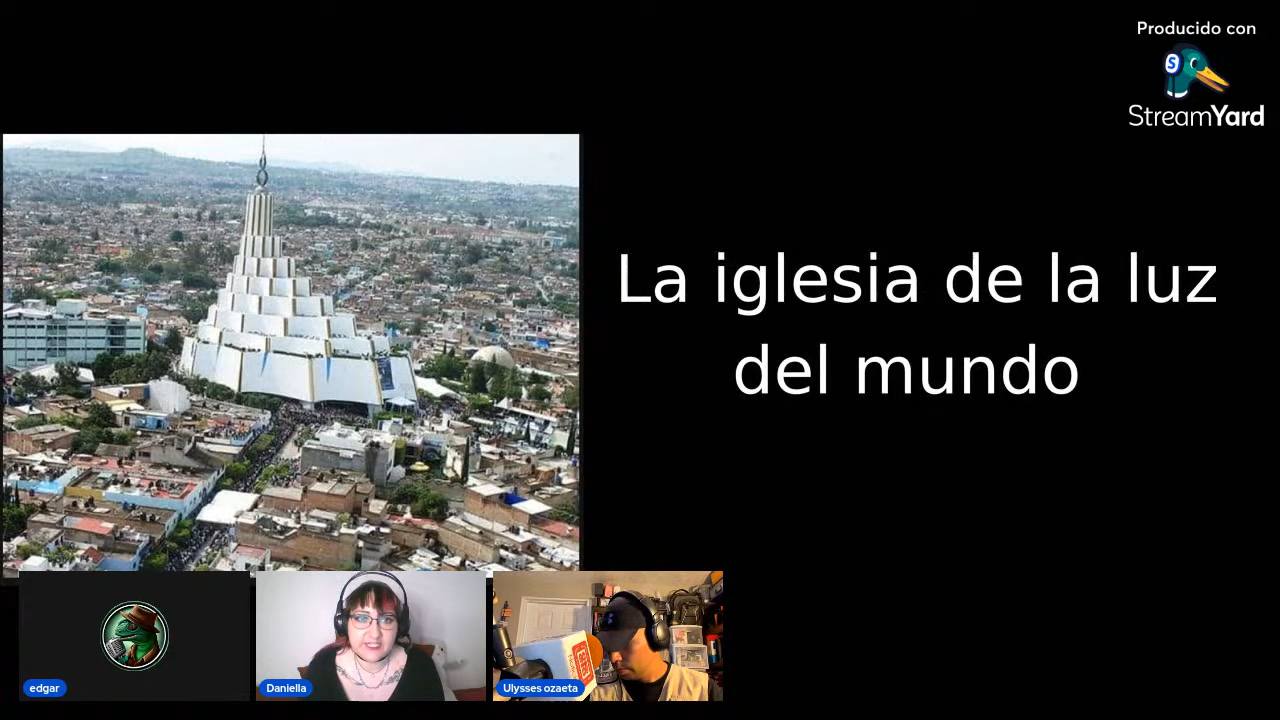 Producido con
S
StreamYard
La iglesia de la luz
del mundo
edgar
Daniella
Ulysses ozaeta